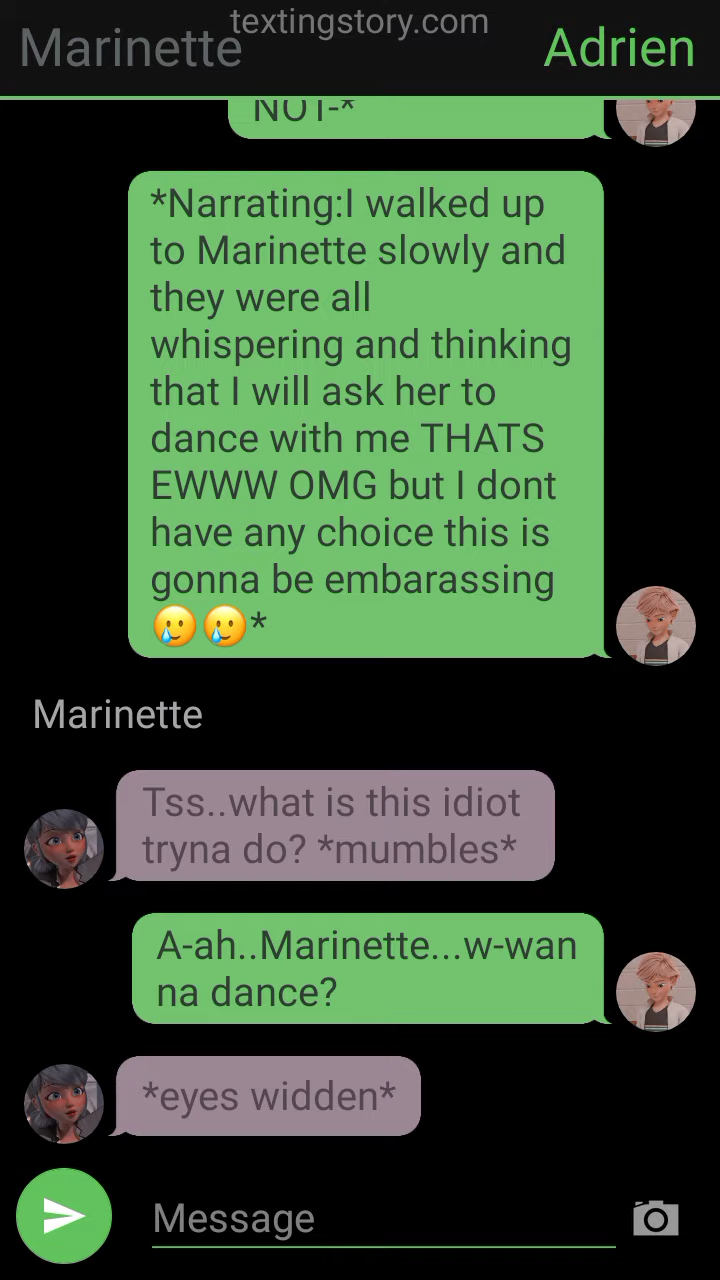 textingstory.com
Marinette
Adrien
NOT-*
*Narrating:I walked up
to Marinette slowly and
they were all
whispering and thinking
that I will ask her to
dance with me THATS
EWWW OMG but I dont
have any choice this is
gonna be embarassing
🥲🥲*
Marinette
Tss..what is this idiot
tryna do? *mumbles*
A-ah..Marinette...w-wan
na dance?
*eyes widden*
Message